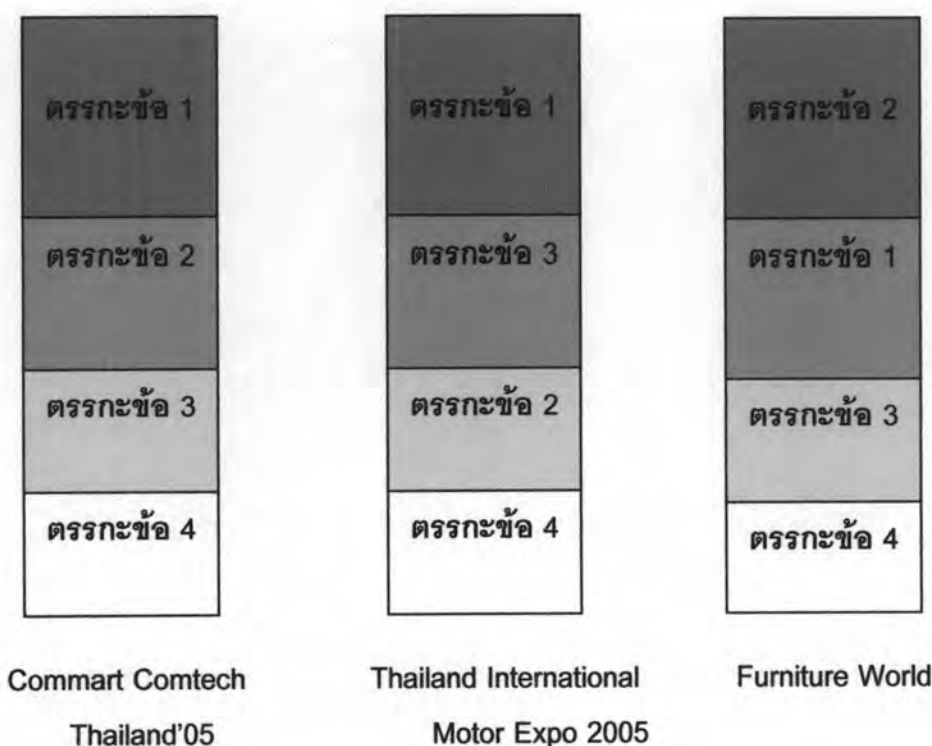 ตรรกะข้อ 1
ตรรกะข้อ 2
ตรรกะข้อ 3
ตรรกะข้อ 4
Commart Comtech
Thailand'05
ตรรกะข้อ 1
ตรรกะข้อ 3
ตรรกะข้อ 2
ตรรกะข้อ 4
Thailand International
Motor Expo 2005
ตรรกะข้อ 2
ตรรกะข้อ 1
ตรรกะข้อ 3
ตรรกะข้อ 4
Furniture World